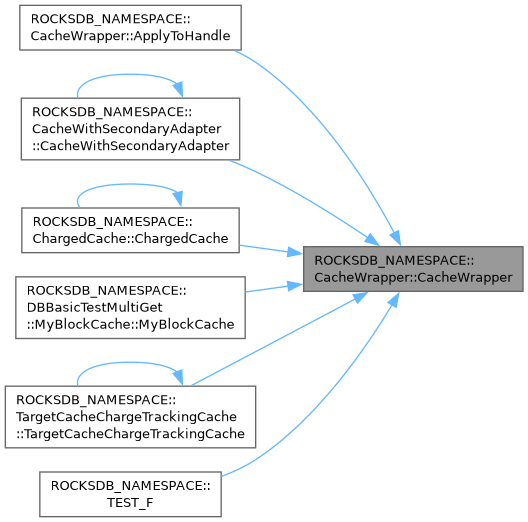 ROCKSDB_NAMESPACE::
CacheWrapper::ApplyToHandle
ROCKSDB_NAMESPACE::
CacheWithSecondaryAdapter
::CacheWithSecondaryAdapter
ROCKSDB_NAMESPACE::
ChargedCache::ChargedCache
ROCKSDB_NAMESPACE::
CacheWrapper::CacheWrapper
ROCKSDB_NAMESPACE::
DBBasicTestMultiGet
::MyBlockCache::MyBlockCache
ROCKSDB_NAMESPACE::
TargetCacheChargeTrackingCache
::TargetCacheChargeTrackingCache
ROCKSDB_NAMESPACE::
TEST_F